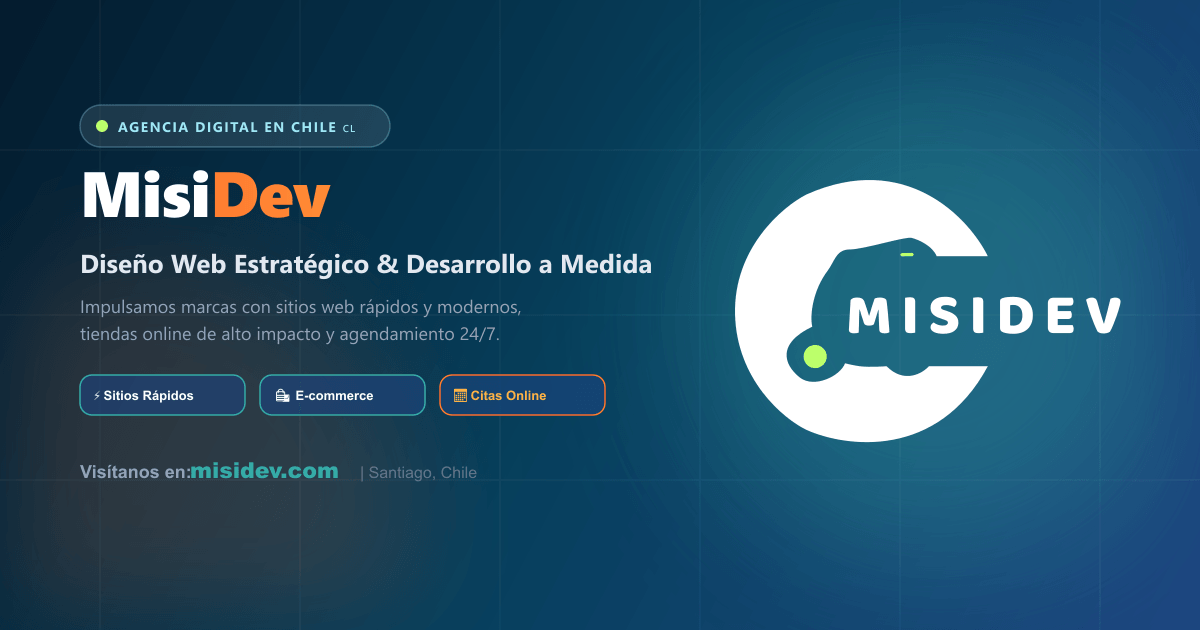 AGENCIA DIGITAL EN CHILE CL
MisiDev
Diseño Web Estratégico & Desarrollo a Medida
Impulsamos marcas con sitios web rápidos y modernos,
tiendas online de alto impacto y agendamiento 24/7.
⚡ Sitios Rápidos
🛍 E-commerce
📅 Citas Online
Visítanos en:misidev.com | Santiago, Chile
MISIDEV